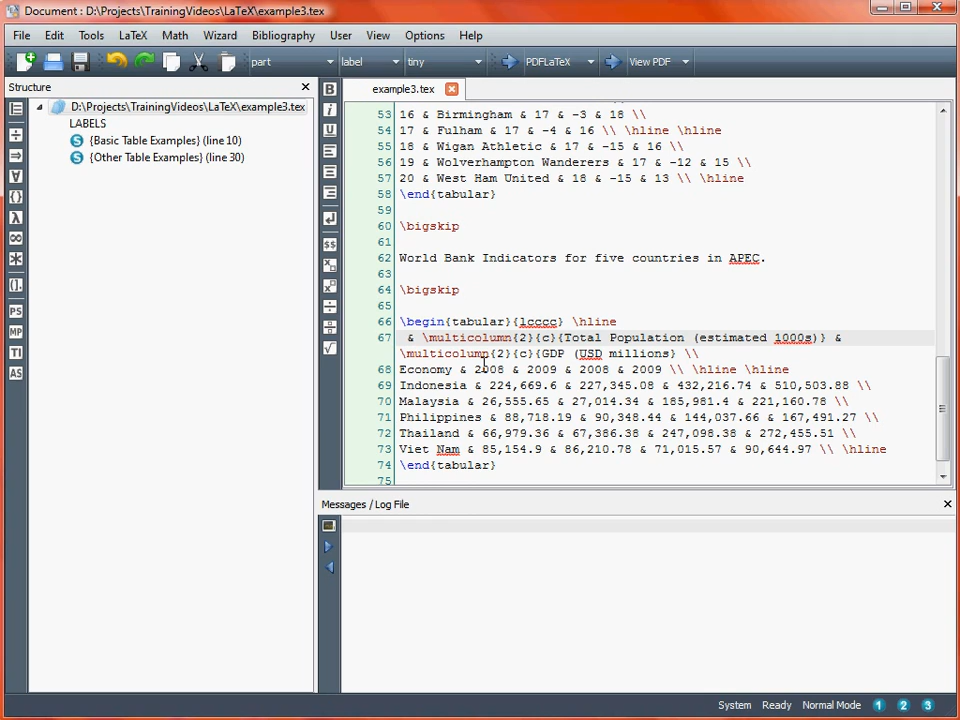 Document : D:\Projects\TrainingVideos\LaTeX\example3.tex
File Edit Tools LaTeX Math Wizard Bibliography User View Options Help
part label tiny PDFLaTeX View PDF
Structure
example3.tex
D:\Projects\TrainingVideos\LaTeX\example3.tex
LABELS
{Basic Table Examples} (line 10)
{Other Table Examples} (line 30)
53 16 & Birmingham & 17 & -3 & 18 \\
54 17 & Fulham & 17 & -4 & 16 \\ \hline \hline
55 18 & Wigan Athletic & 17 & -15 & 16 \\
56 19 & Wolverhampton Wanderers & 17 & -12 & 15 \\
57 20 & West Ham United & 18 & -15 & 13 \\ \hline
58 \end{tabular}
59
60 \bigskip
61
62 World Bank Indicators for five countries in APEC.
63
64 \bigskip
65
66 \begin{tabular}{lcccc} \hline
67 & \multicolumn{2}{c}{Total Population (estimated 1000s)} &
\multicolumn{2}{c}{GDP (USD millions} \\
68 Economy & 2008 & 2009 & 2008 & 2009 \\ \hline \hline
69 Indonesia & 224,669.6 & 227,345.08 & 432,216.74 & 510,503.88 \\
70 Malaysia & 26,555.65 & 27,014.34 & 185,981.4 & 221,160.78 \\
71 Philippines & 88,718.19 & 90,348.44 & 144,037.66 & 167,491.27 \\
72 Thailand & 66,979.36 & 67,386.38 & 247,098.38 & 272,455.51 \\
73 Viet Nam & 85,154.9 & 86,210.78 & 71,015.57 & 90,644.97 \\ \hline
74 \end{tabular}
75
Messages / Log File
System Ready Normal Mode 1 2 3